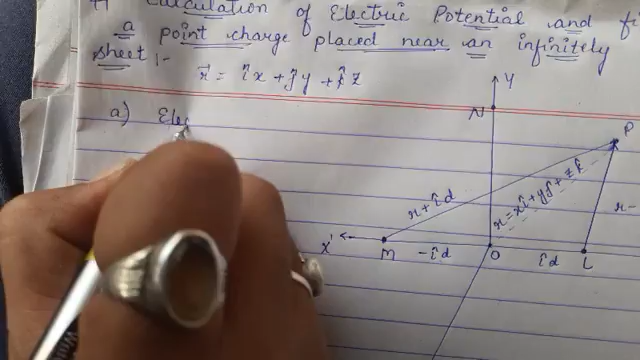 Calculation of Electric Potential and
a point charge placed near an infinitely
sheet :-
r⃗ = îx + ĵy + k̂z
a) Elec
Y
N
P
r + îd
r = xî + yĵ + zk̂
r -
X'
M
- îd
O
îd
L